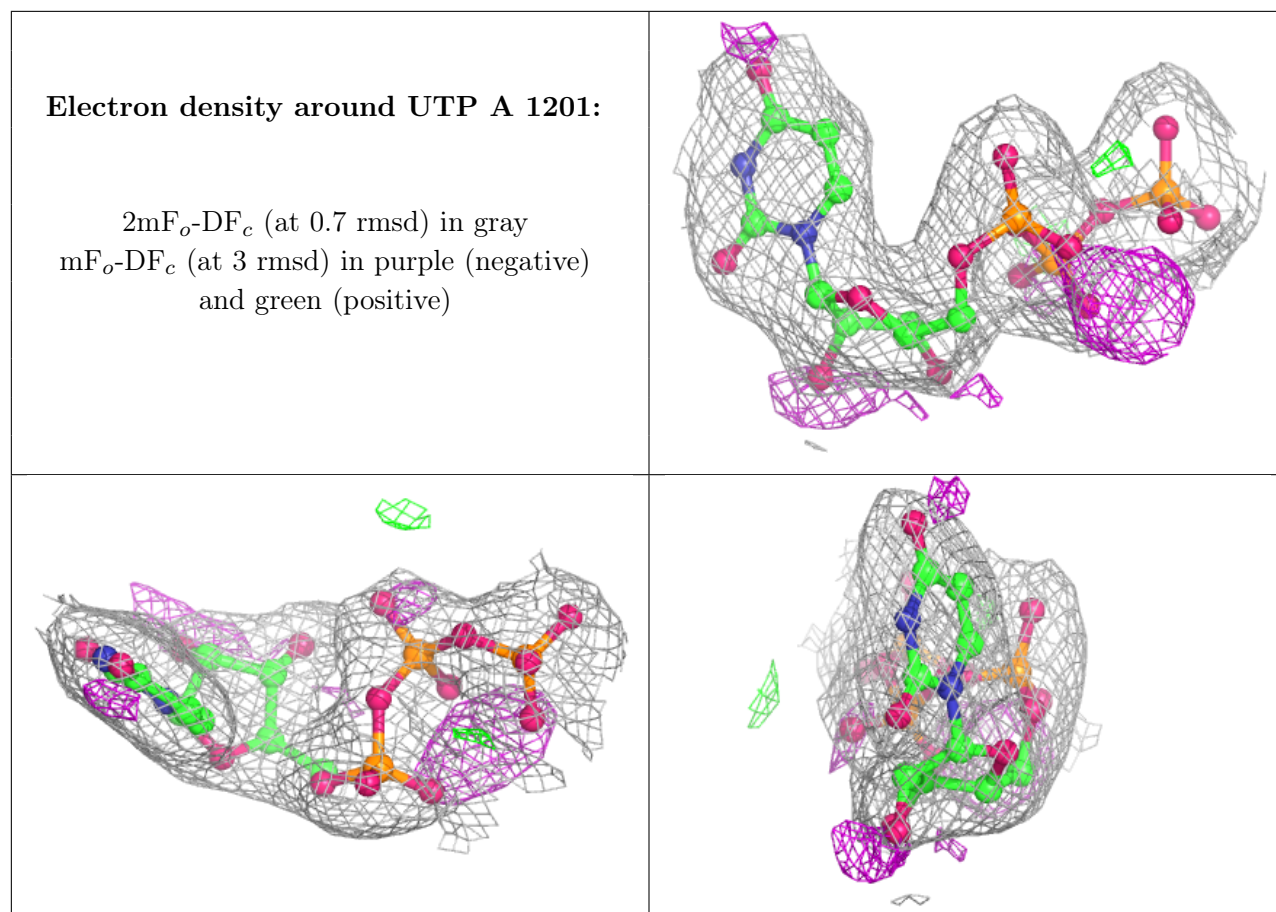 Electron density around UTP A 1201:
2mFo-DFc (at 0.7 rmsd) in gray
mFo-DFc (at 3 rmsd) in purple (negative)
and green (positive)